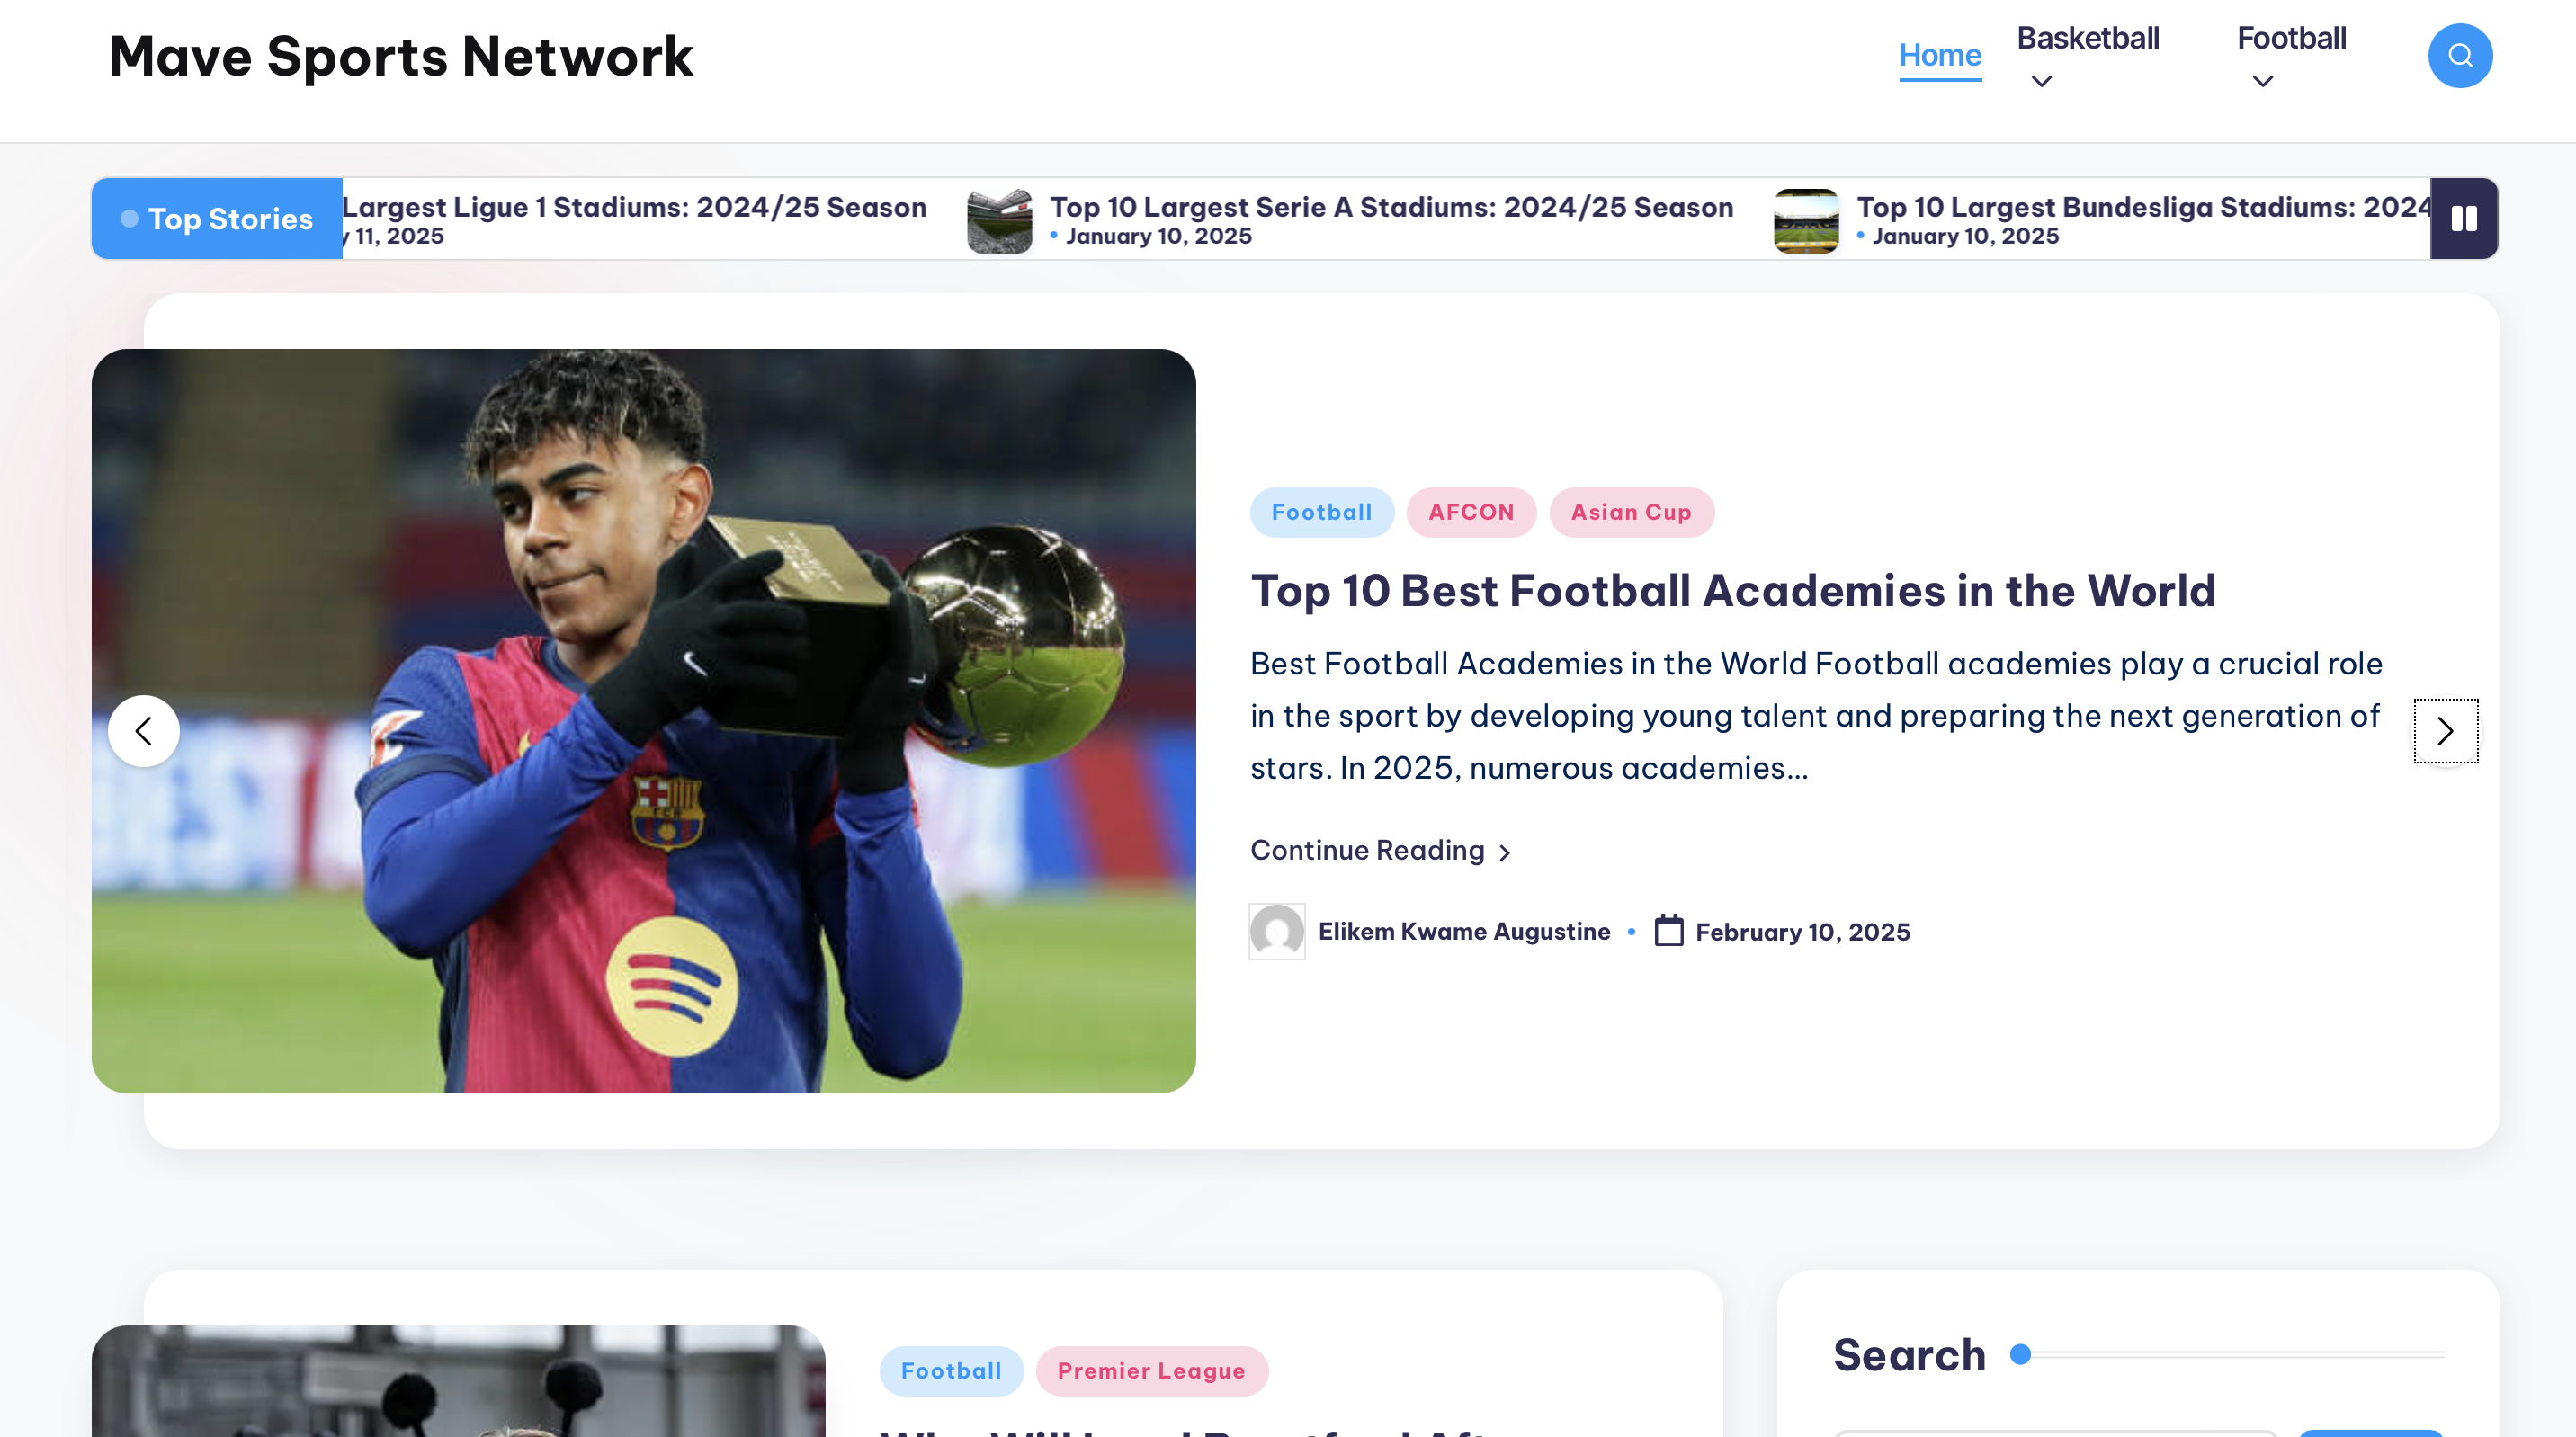 Mave Sports Network
Home
Basketball
Football
Top Stories
Largest Ligue 1 Stadiums: 2024/25 Season
11, 2025
Top 10 Largest Serie A Stadiums: 2024/25 Season
January 10, 2025
Top 10 Largest Bundesliga Stadiums: 2024
January 10, 2025
Football
AFCON
Asian Cup
Top 10 Best Football Academies in the World
Best Football Academies in the World Football academies play a crucial role
in the sport by developing young talent and preparing the next generation of
stars. In 2025, numerous academies...
Continue Reading
Elikem Kwame Augustine
February 10, 2025
FCB
Football
Premier League
Search